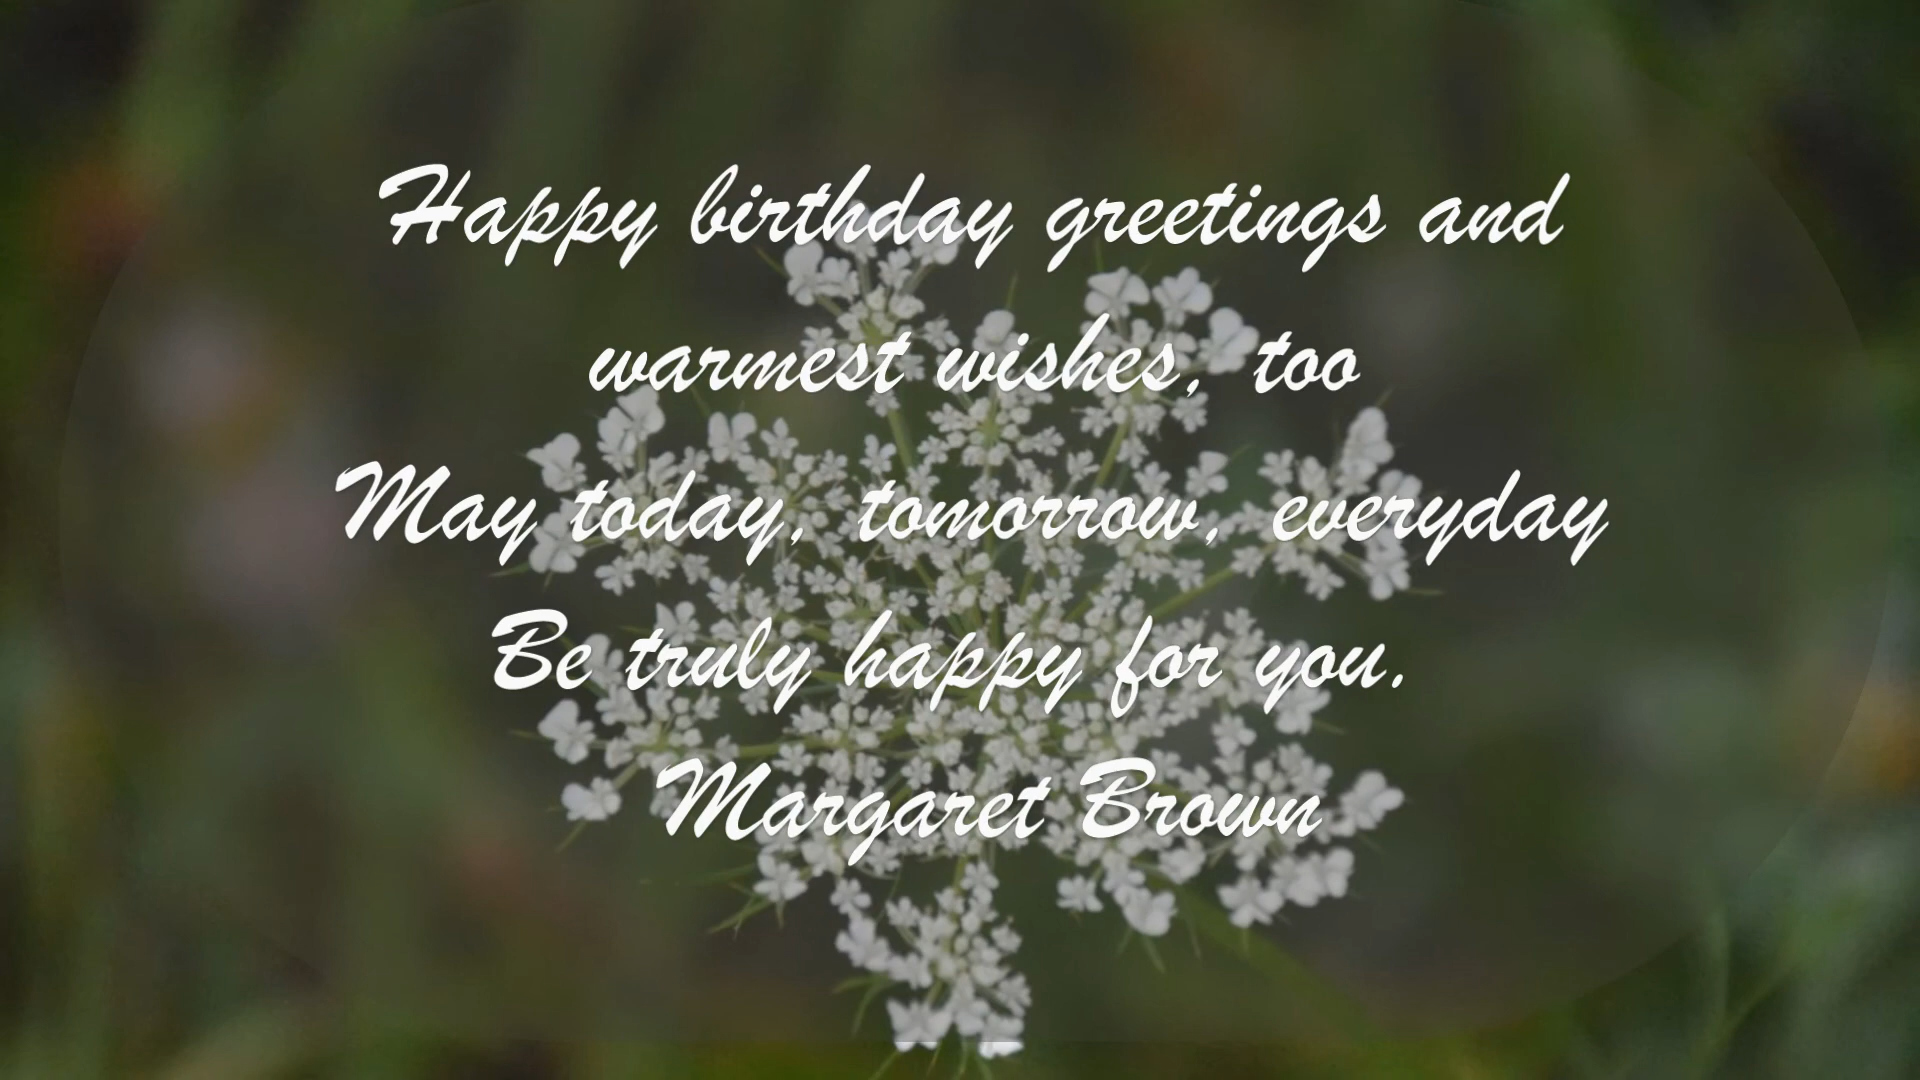 Happy birthday greetings and
warmest wishes, too
May today, tomorrow, everyday
Be truly happy for you.
Margaret Brown